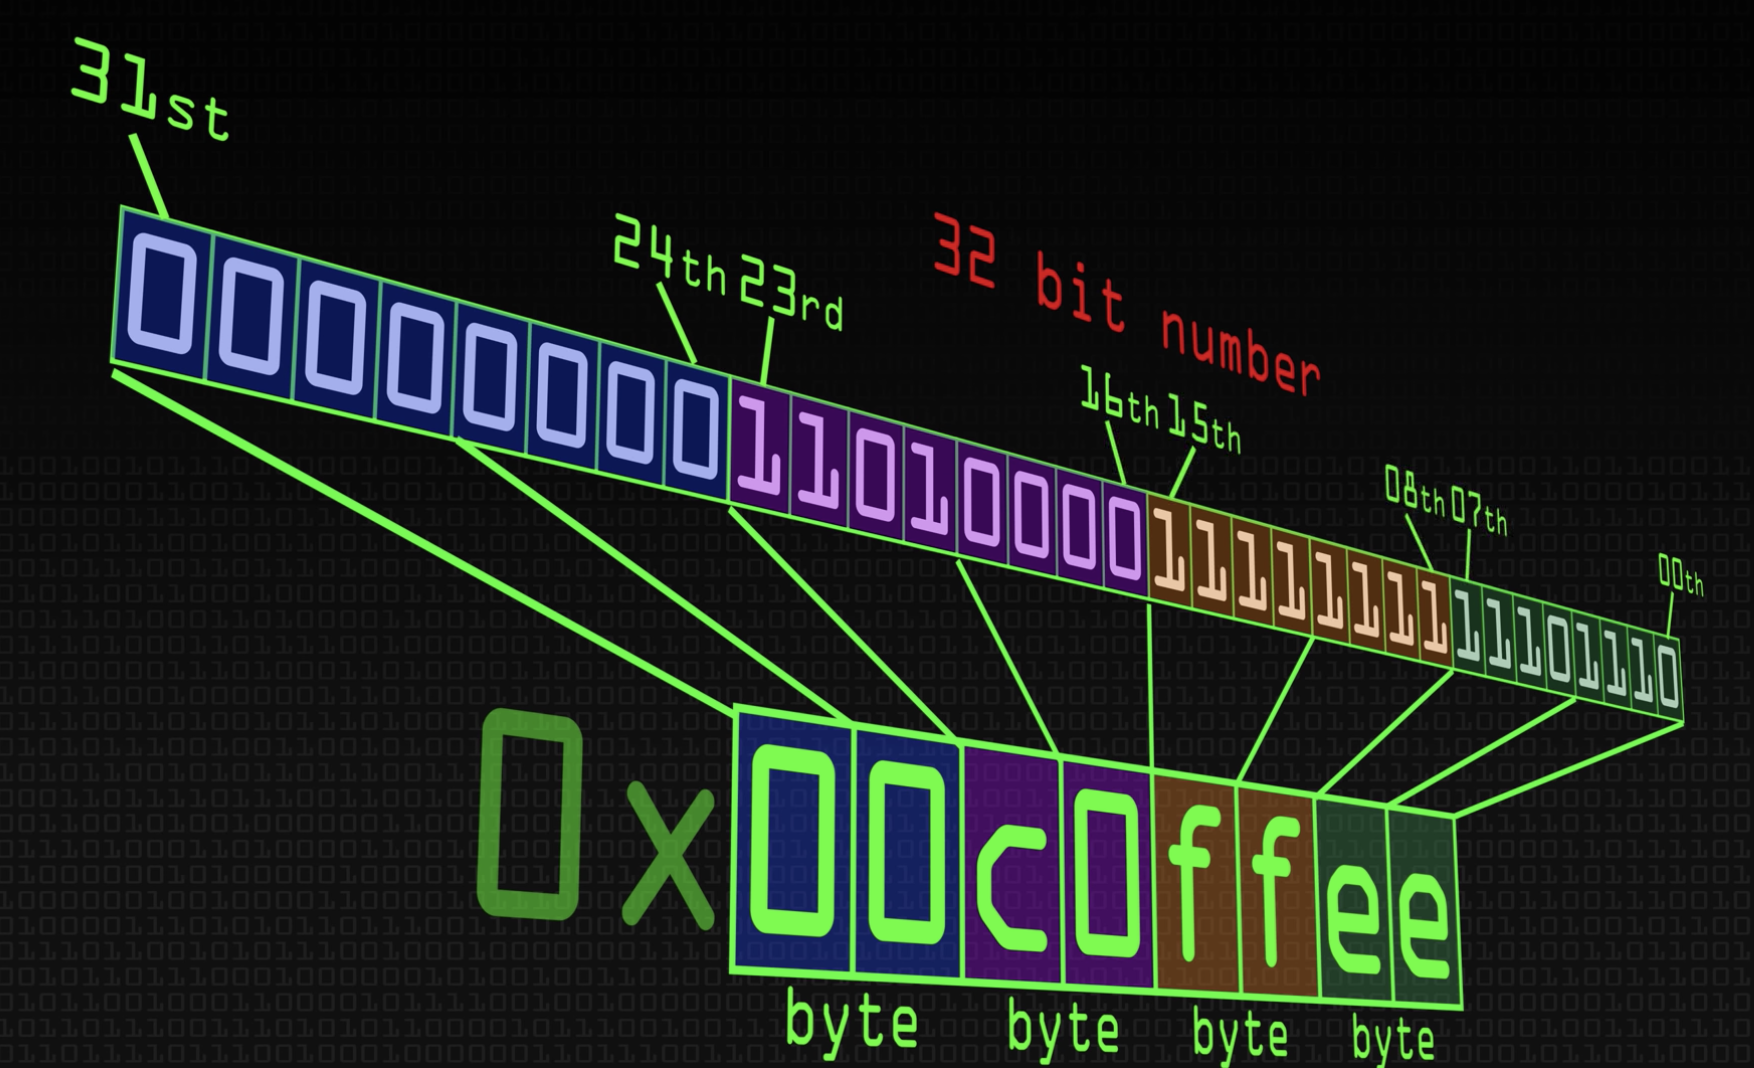 31st
24th 23rd
32 bit number
16th 15th
08th 07th
00th
00000000110100001111111111101110
0x00c0ffee
byte byte byte byte